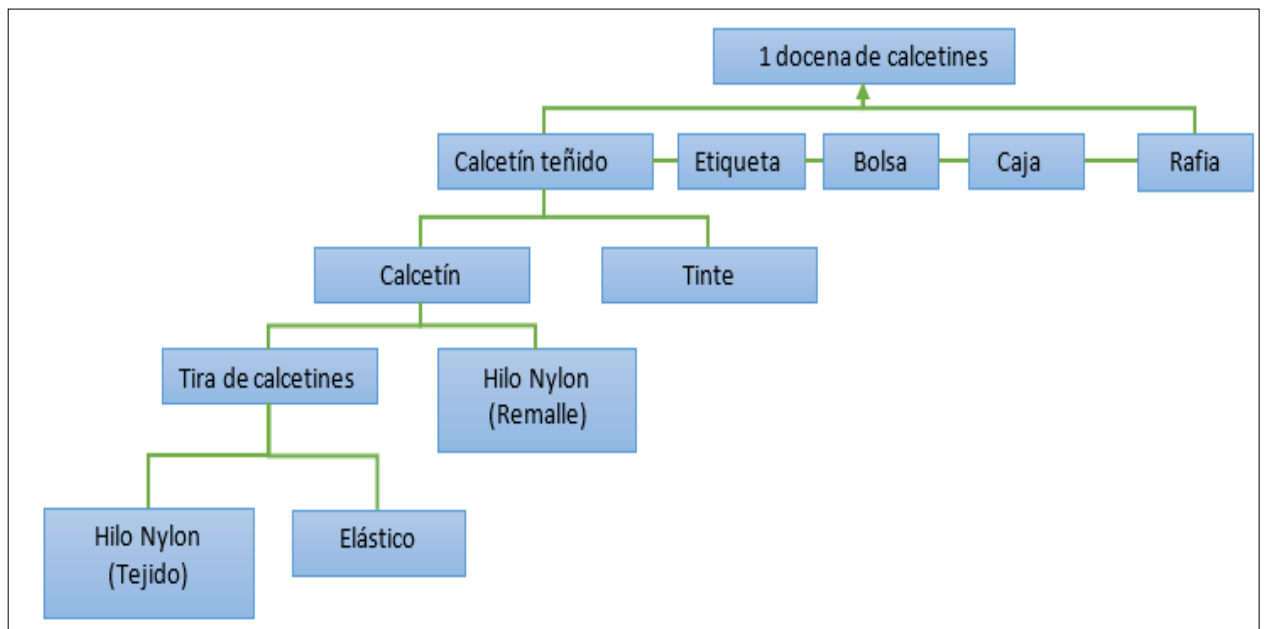 1 docena de calcetines
Calcetín teñido
Etiqueta
Bolsa
Caja
Rafia
Calcetín
Tinte
Tira de calcetines
Hilo Nylon
(Remalle)
Hilo Nylon
(Tejido)
Elástico